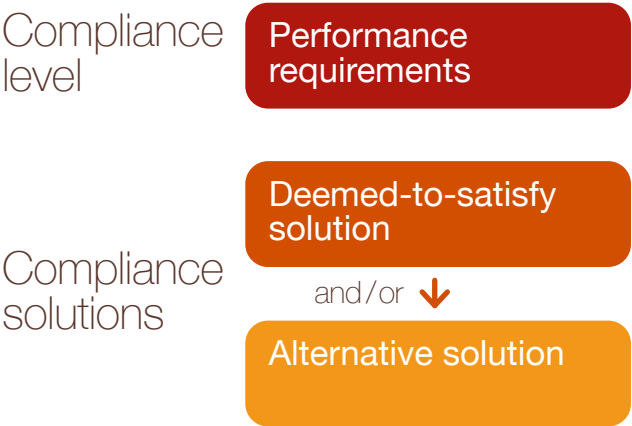 Compliance
level
Performance
requirements
Deemed-to-satisfy
solution
Compliance
solutions
and/or
Alternative solution